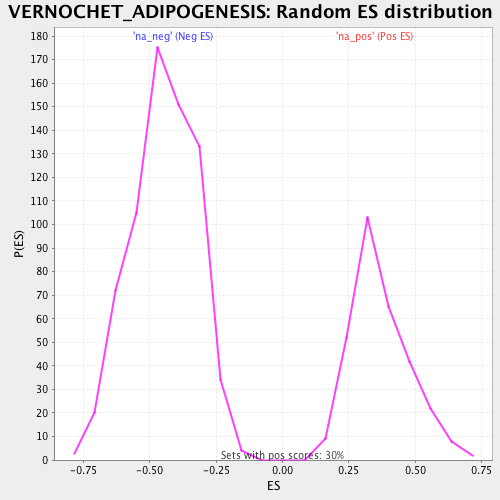 VERNOCHET_ADIPOGENESIS: Random ES distribution
'na_neg' (Neg ES)
'na_pos' (Pos ES)
180
170
160
150
140
130
120
110
100
90
80
70
60
50
40
30
20
10
0
P(ES)
Sets with pos scores: 30%
-0.75 -0.50 -0.25 0.00 0.25 0.50 0.75
ES